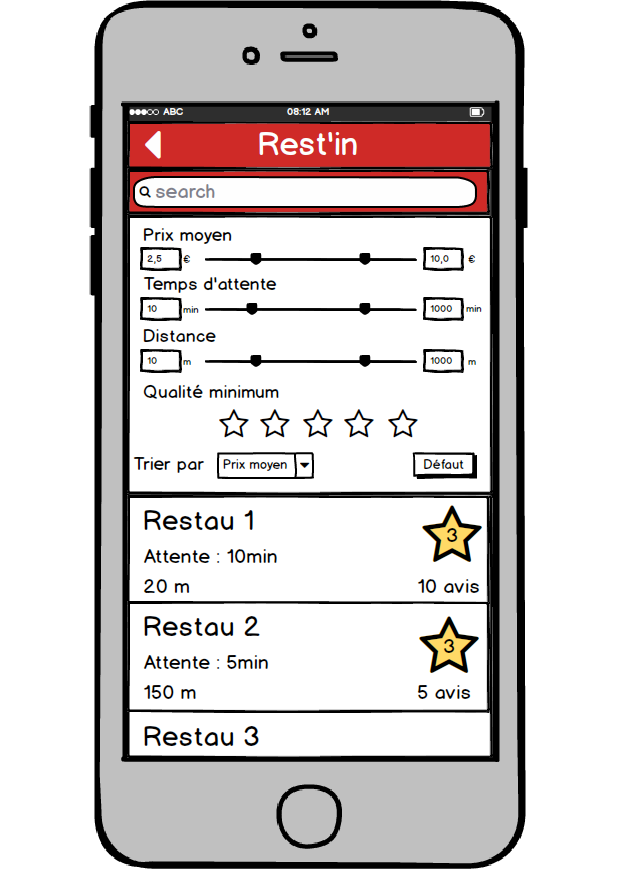 ABC 08:12 AM
Rest'in
search
Prix moyen
2,5 € 10,0 €
Temps d'attente
10 min 1000 min
Distance
10 m 1000 m
Qualité minimum
Trier par Prix moyen Défaut
Restau 1
3
Attente : 10min
20 m 10 avis
Restau 2
3
Attente : 5min
150 m 5 avis
Restau 3